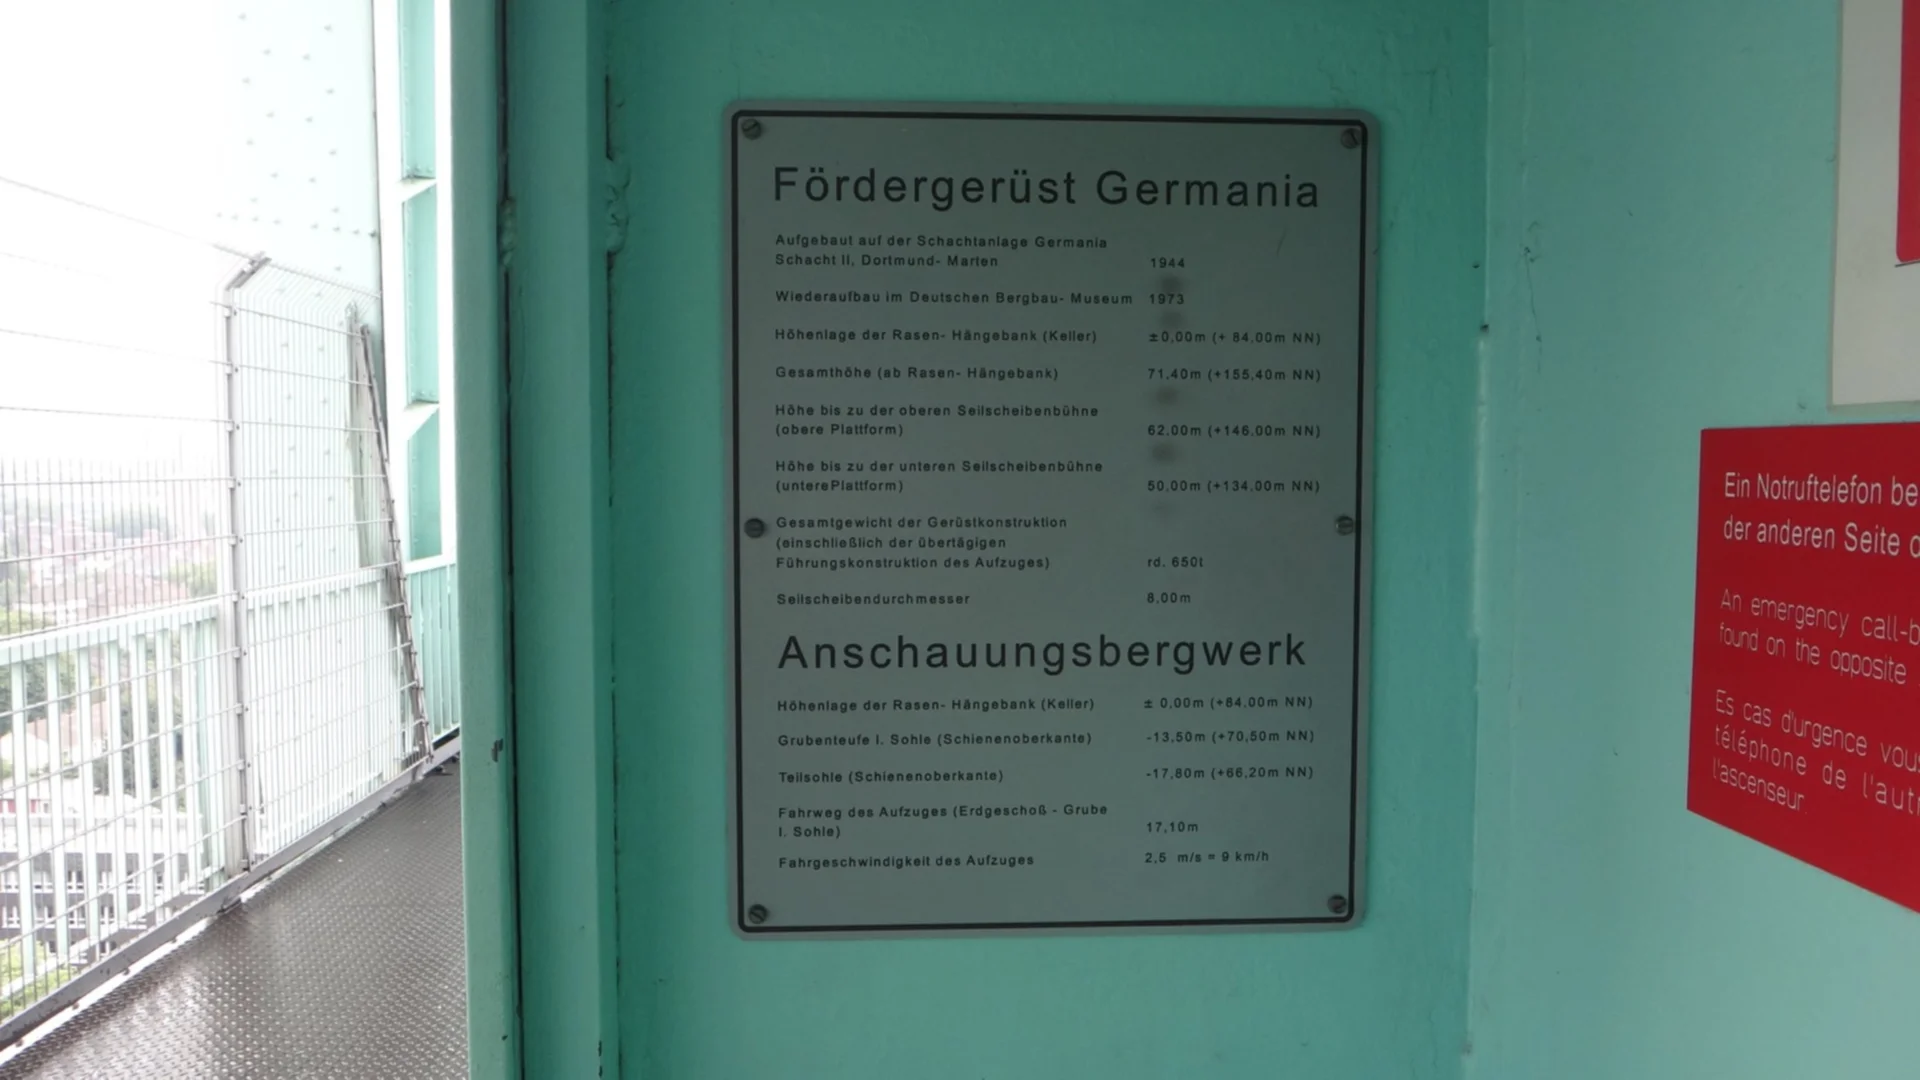 Fördergerüst Germania
Aufgebaut auf der Schachtanlage Germania
Schacht II, Dortmund- Marten 1944
Wiederaufbau im Deutschen Bergbau- Museum 1973
Höhenlage der Rasen- Hängebank (Keller) ±0,00m (+ 84,00m NN)
Gesamthöhe (ab Rasen- Hängebank) 71,40m (+155,40m NN)
Höhe bis zu der oberen Seilscheibenbühne
(obere Plattform) 62.00m (+146.00m NN)
Höhe bis zu der unteren Seilscheibenbühne
(unterePlattform) 50,00m (+134,00m NN)
Gesamtgewicht der Gerüstkonstruktion
(einschließlich der übertägigen
Führungskonstruktion des Aufzuges) rd. 650t
Seilscheibendurchmesser 8,00m
Anschauungsbergwerk
Höhenlage der Rasen- Hängebank (Keller) ± 0,00m (+84,00m NN)
Grubenteufe I. Sohle (Schienenoberkante) -13,50m (+70,50m NN)
Teilsohle (Schienenoberkante) -17,80m (+66,20m NN)
Fahrweg des Aufzuges (Erdgeschoß - Grube
I. Sohle) 17,10m
Fahrgeschwindigkeit des Aufzuges 2,5 m/s = 9 km/h
Ein Notruftelefon be
der anderen Seite
An emergency call-b
found on the opposite
Es cas d'urgence vous
téléphone de l'autr
l'ascenseur